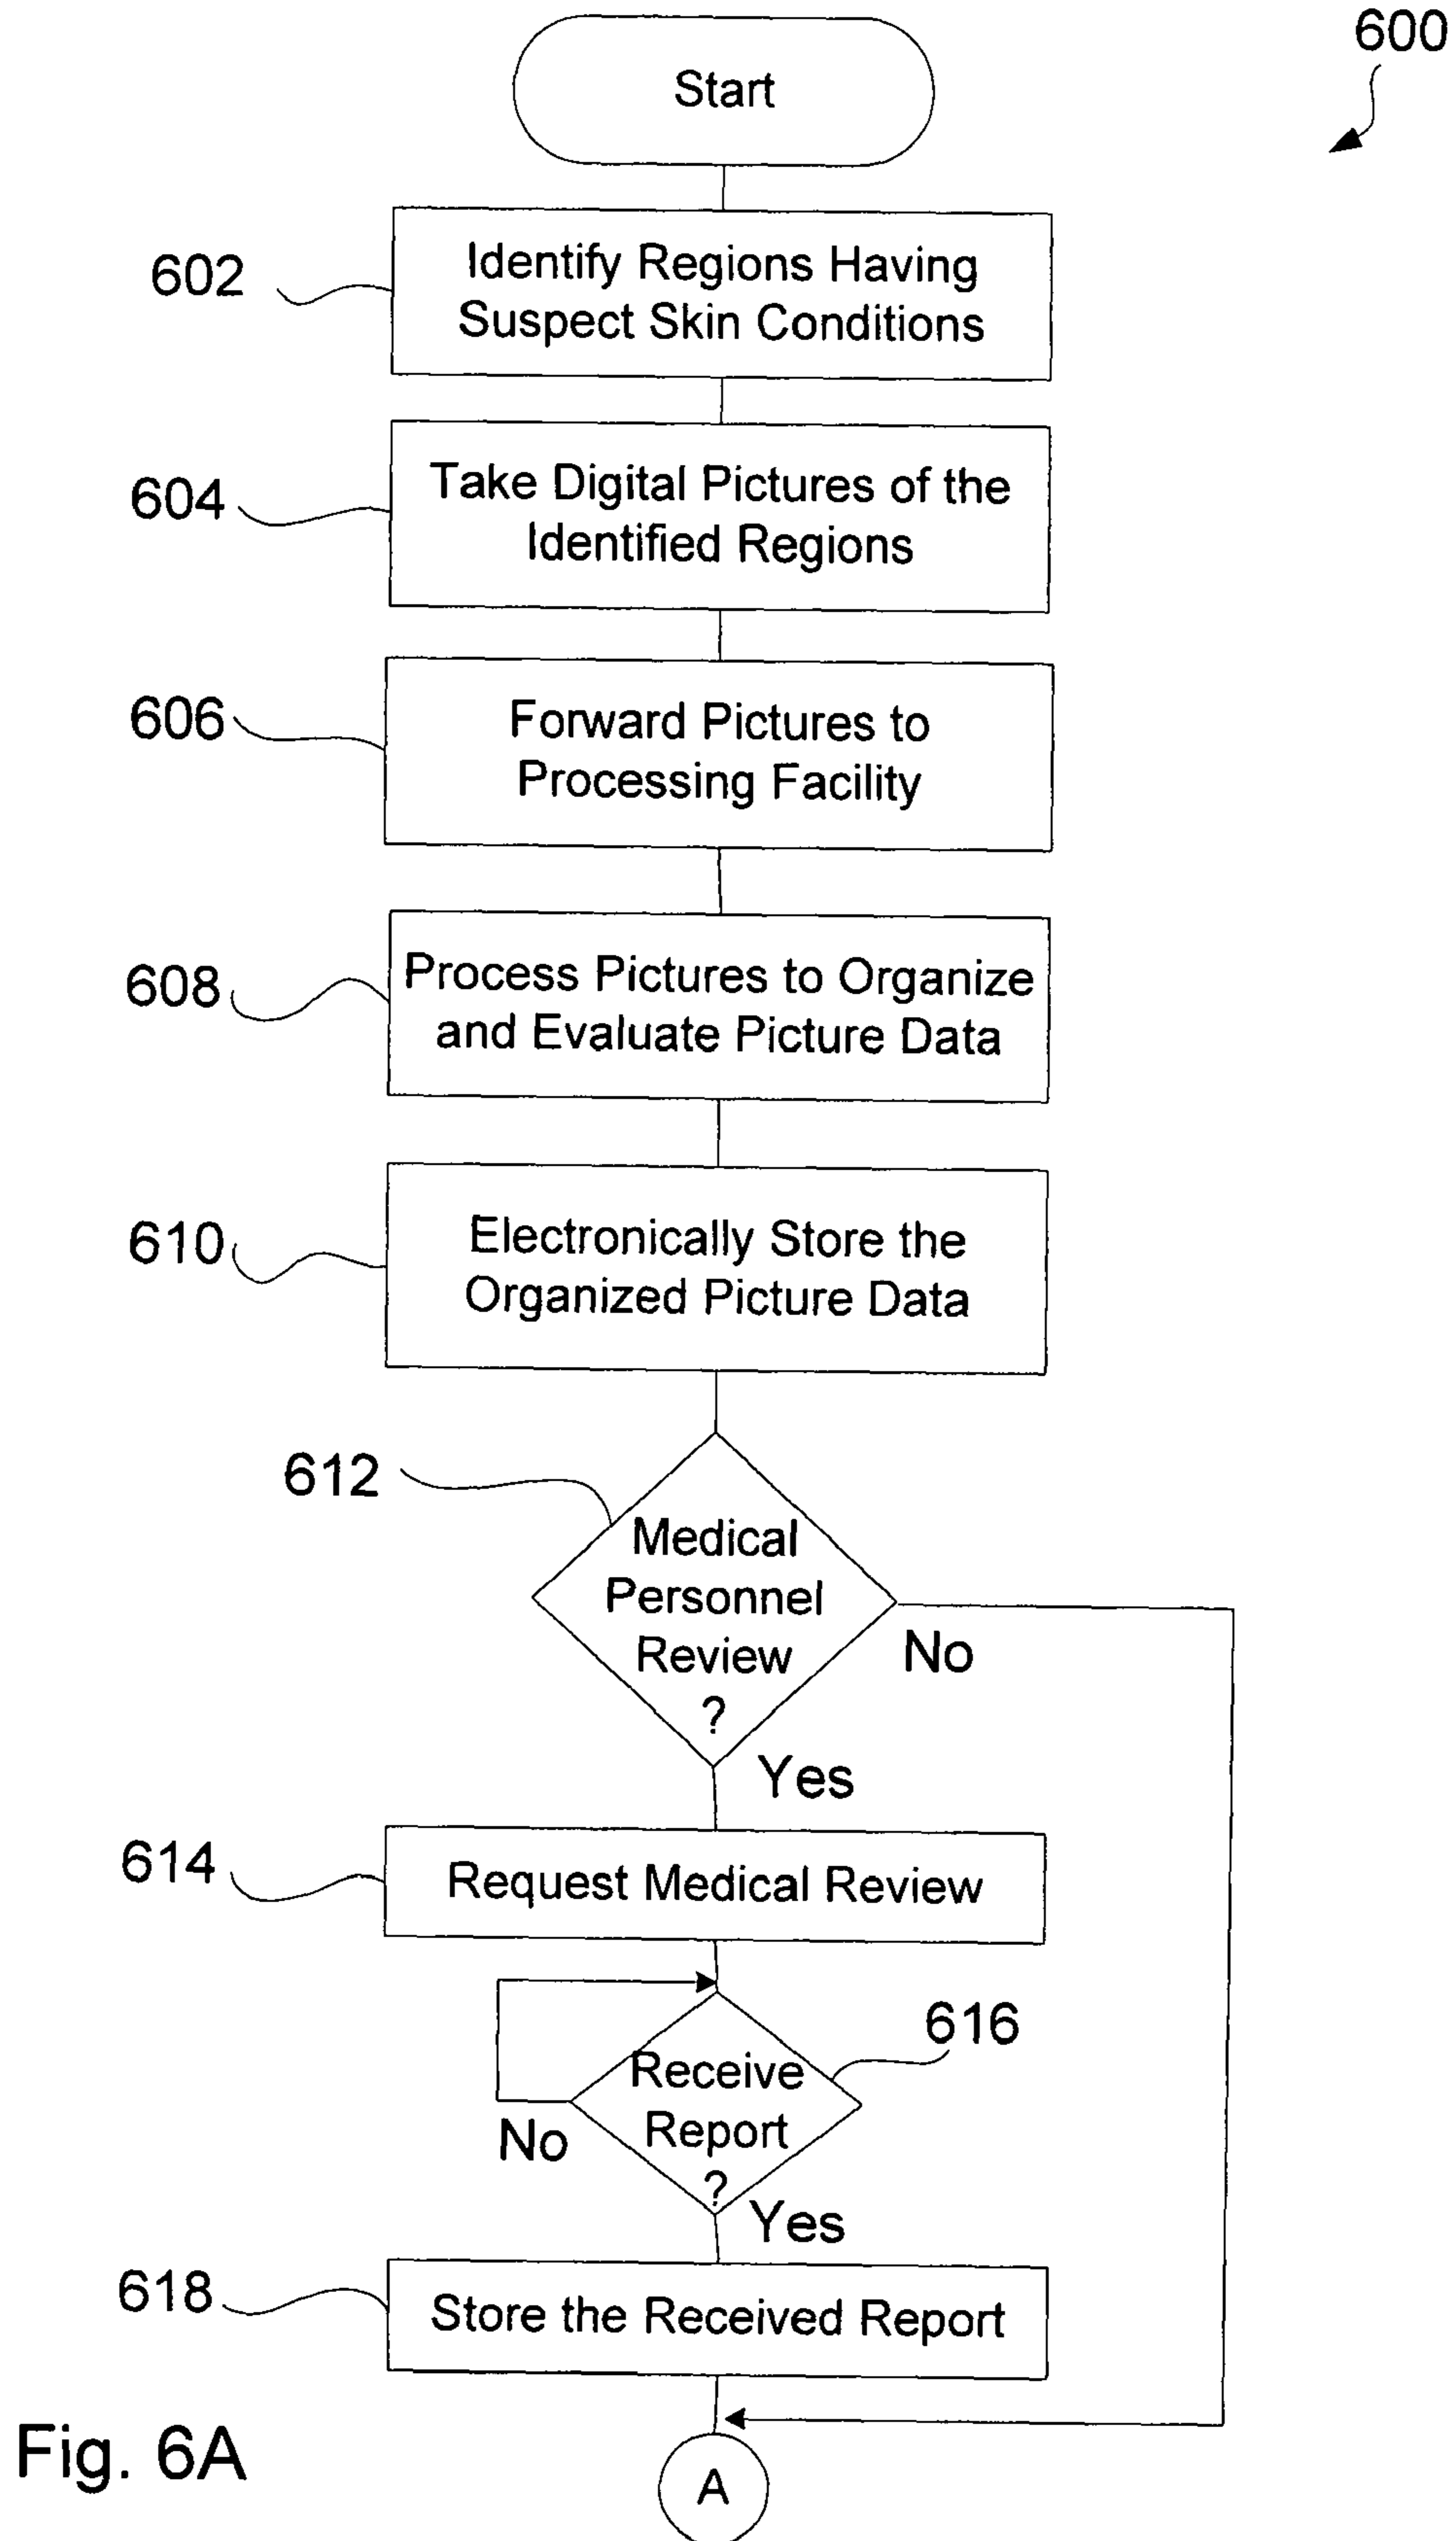 600
Start
602
Identify Regions Having
Suspect Skin Conditions
604
Take Digital Pictures of the
Identified Regions
606
Forward Pictures to
Processing Facility
608
Process Pictures to Organize
and Evaluate Picture Data
610
Electronically Store the
Organized Picture Data
612
Medical
Personnel
Review
?
No
Yes
614
Request Medical Review
616
Receive
Report
?
No
Yes
618
Store the Received Report
Fig. 6A
A